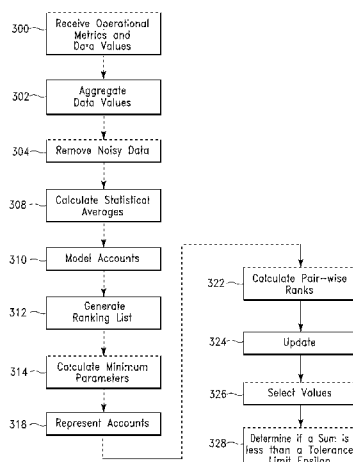 300
Receive Operational
Metrics and
Data Values
302
Aggregate
Data Values
304
Remove Noisy Data
308
Calculate Statistical
Averages
310
Model Accounts
312
Generate
Ranking List
314
Calculate Minimum
Parameters
318
Represent Accounts
322
Calculate Pair-wise
Ranks
324
Update
326
Select Values
328
Determine if a Sum is
less than a Tolerance
Limit Epsilon